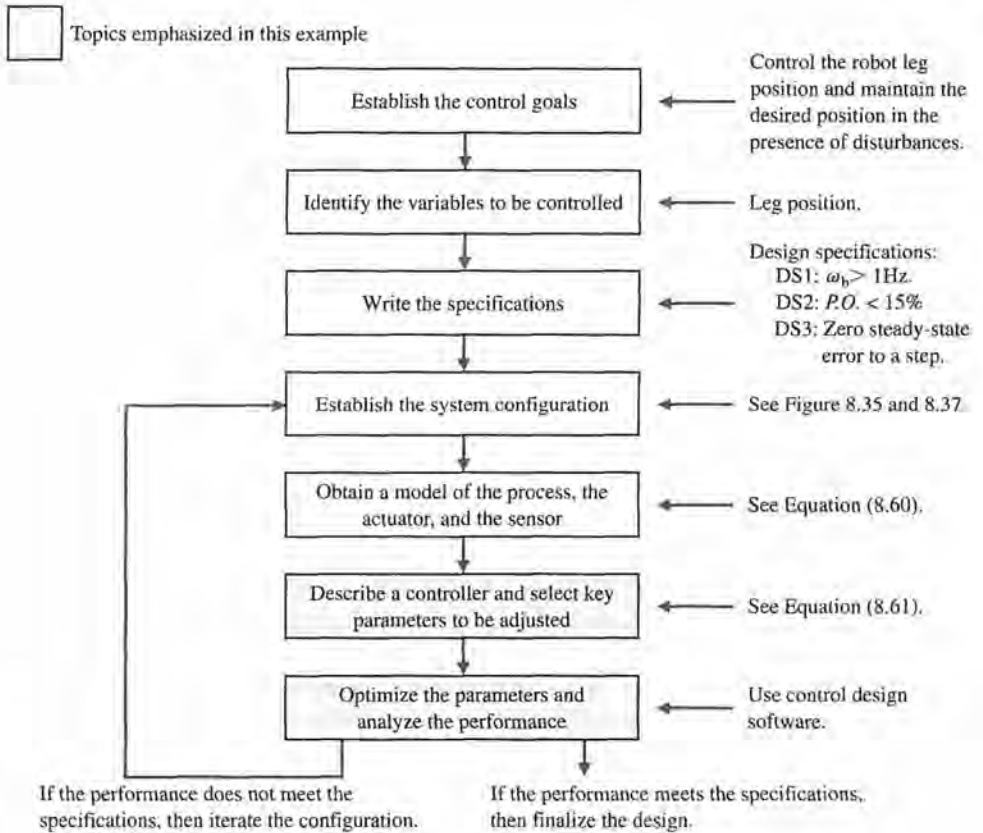 Topics emphasized in this example
Establish the control goals
Control the robot leg
position and maintain the
desired position in the
presence of disturbances.
Identify the variables to be controlled
Leg position.
Write the specifications
Design specifications:
DS1: ω_b > 1Hz.
DS2: P.O. < 15%
DS3: Zero steady-state
error to a step.
Establish the system configuration
See Figure 8.35 and 8.37
Obtain a model of the process, the
actuator, and the sensor
See Equation (8.60).
Describe a controller and select key
parameters to be adjusted
See Equation (8.61).
Optimize the parameters and
analyze the performance
Use control design
software.
If the performance does not meet the
specifications, then iterate the configuration.
If the performance meets the specifications,
then finalize the design.